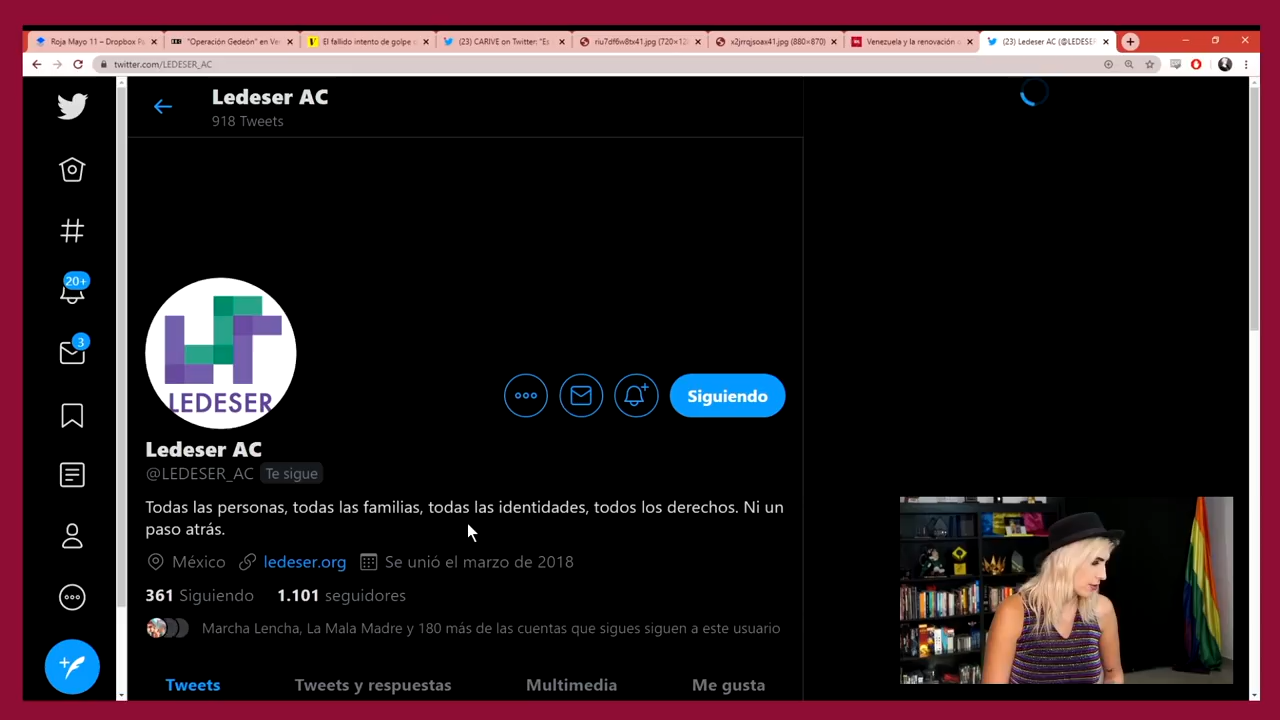 Roja Mayo 11 – Dropbox P
"Operación Gedeón" en Ve
El fallido intento de golpe
(23) CARIVE on Twitter: "Es
riu7df6w8tx41.jpg (720×12
x2jrrqjsoax41.jpg (880×870)
Venezuela y la renovación
(23) Ledeser AC (@LEDESE
twitter.com/LEDESER_AC
Ledeser AC
918 Tweets
20+
3
LEDESER
Siguiendo
Ledeser AC
@LEDESER_AC Te sigue
Todas las personas, todas las familias, todas las identidades, todos los derechos. Ni un
paso atrás.
México ledeser.org Se unió el marzo de 2018
361 Siguiendo 1.101 seguidores
Marcha Lencha, La Mala Madre y 180 más de las cuentas que sigues siguen a este usuario
Tweets Tweets y respuestas Multimedia Me gusta